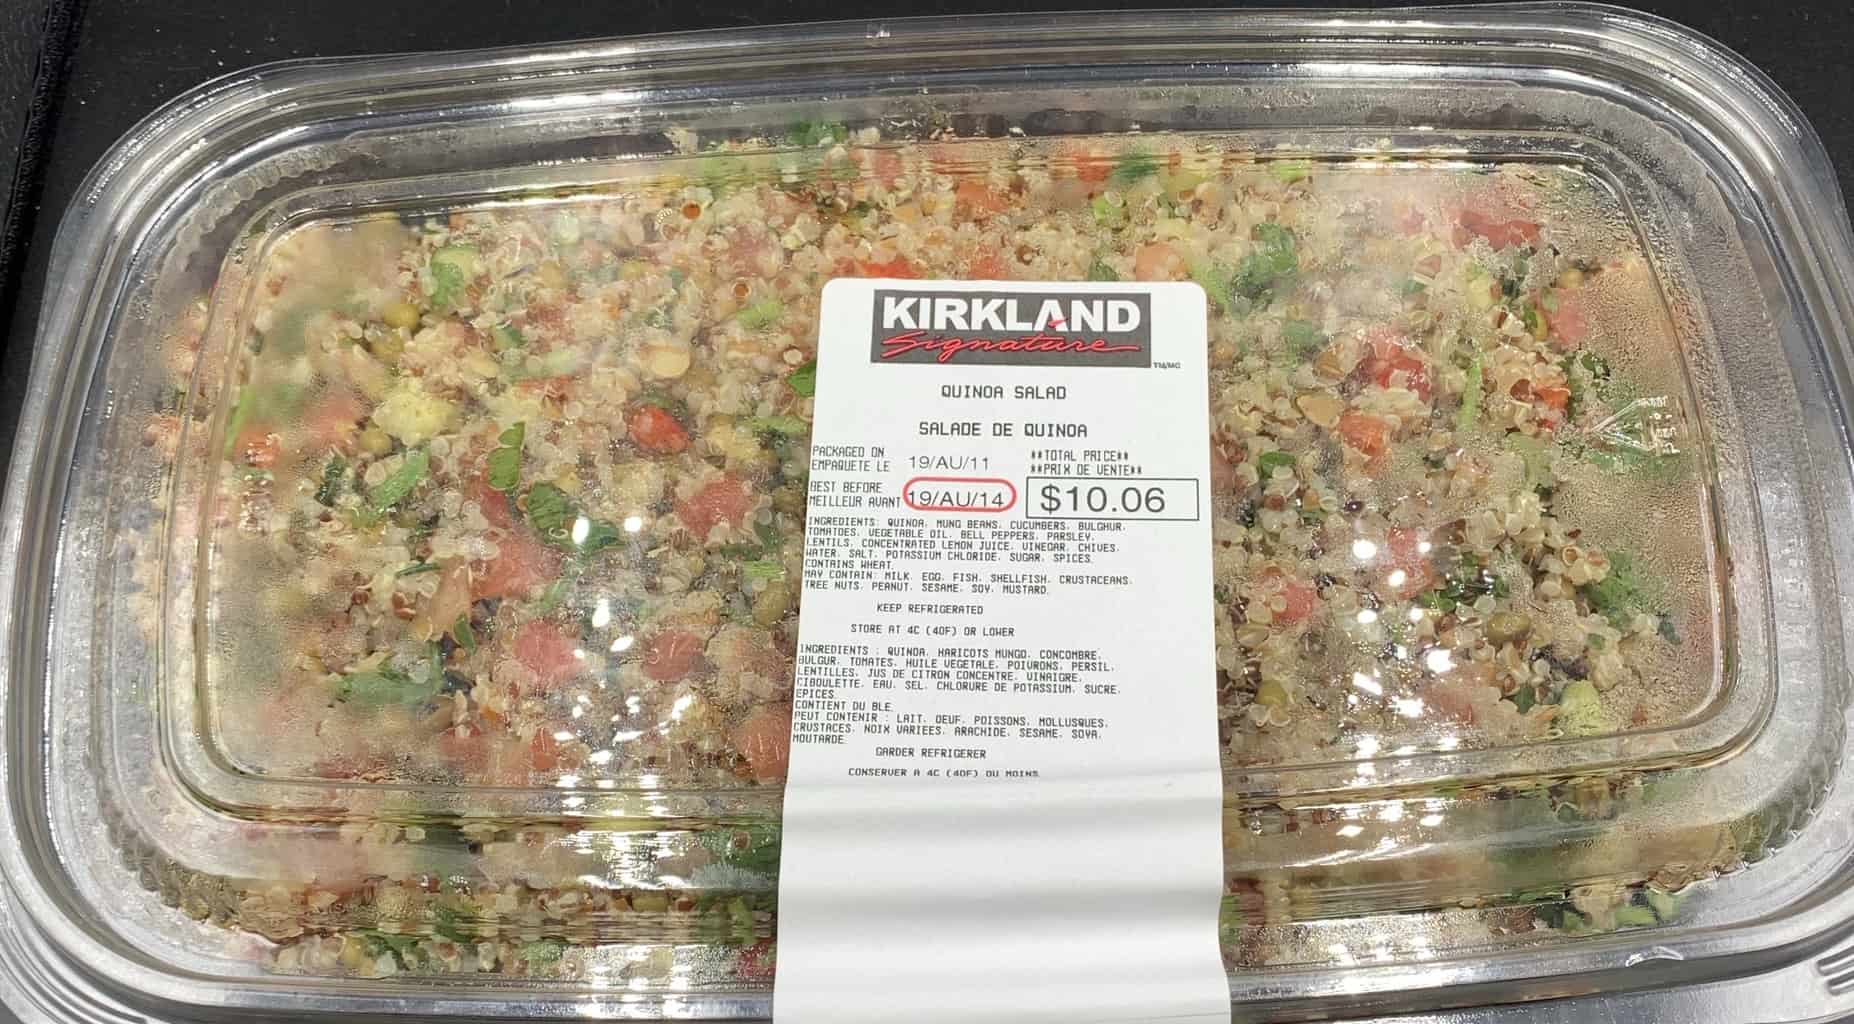 KIRKLAND
Signature
TM/MC
QUINOA SALAD
SALADE DE QUINOA
PACKAGED ON
EMPAQUETE LE 19/AU/11
**TOTAL PRICE**
**PRIX DE VENTE**
BEST BEFORE
MEILLEUR AVANT 19/AU/14
$10.06
INGREDIENTS: QUINOA, MUNG BEANS, CUCUMBERS, BULGHUR,
TOMATOES, VEGETABLE OIL, BELL PEPPERS, PARSLEY,
LENTILS, CONCENTRATED LEMON JUICE, VINEGAR, CHIVES,
WATER, SALT, POTASSIUM CHLORIDE, SUGAR, SPICES.
CONTAINS WHEAT.
MAY CONTAIN: MILK, EGG, FISH, SHELLFISH, CRUSTACEANS,
TREE NUTS, PEANUT, SESAME, SOY, MUSTARD.
KEEP REFRIGERATED
STORE AT 4C (40F) OR LOWER
INGREDIENTS : QUINOA, HARICOTS MUNGO, CONCOMBRE,
BULGUR, TOMATES, HUILE VEGETALE, POIVRONS, PERSIL,
LENTILLES, JUS DE CITRON CONCENTRE, VINAIGRE,
CIBOULETTE, EAU, SEL, CHLORURE DE POTASSIUM, SUCRE,
EPICES.
CONTIENT DU BLE.
PEUT CONTENIR : LAIT, OEUF, POISSONS, MOLLUSQUES,
CRUSTACES, NOIX VARIEES, ARACHIDE, SESAME, SOYA,
MOUTARDE.
GARDER REFRIGERER
CONSERVER A 4C (40F) OU MOINS